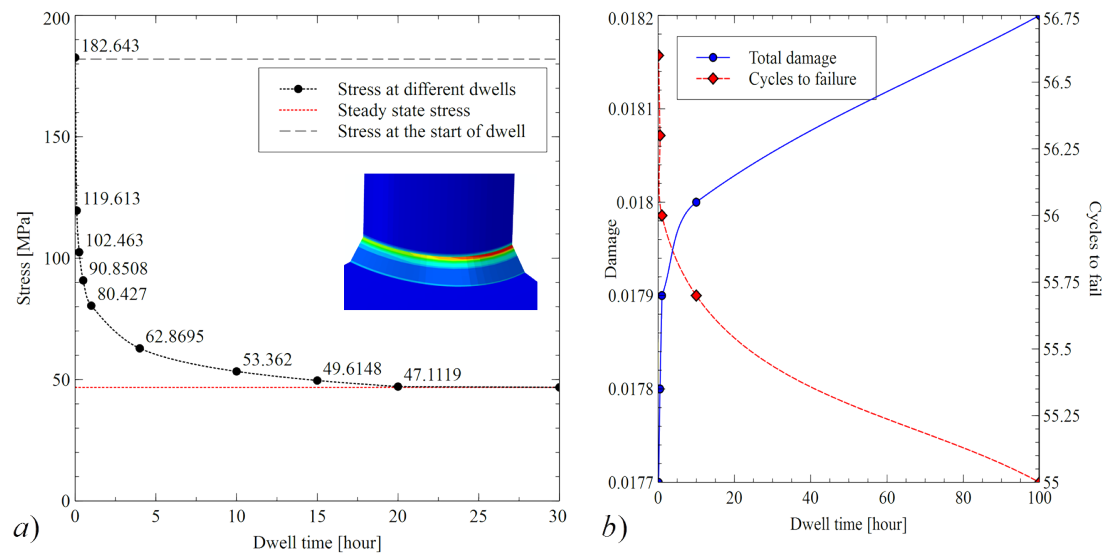 200
150
100
50
0
Stress [MPa]
182.643
119.613
102.463
90.8508
80.427
62.8695
53.362
49.6148
47.1119
Stress at different dwells
Steady state stress
Stress at the start of dwell
0 5 10 15 20 25 30
Dwell time [hour]
a)
0.0182
0.0181
0.018
0.0179
0.0178
0.0177
Damage
Total damage
Cycles to failure
56.75
56.5
56.25
56
55.75
55.5
55.25
55
Cycles to fail
0 20 40 60 80 100
Dwell time [hour]
b)